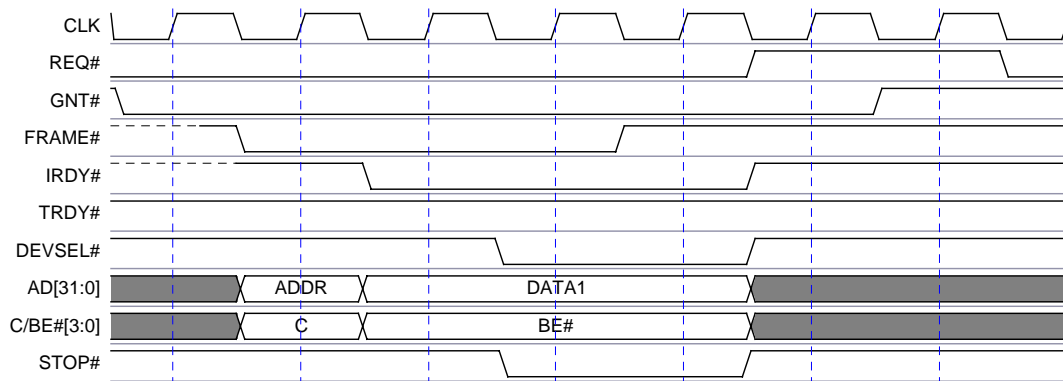 CLK
REQ#
GNT#
FRAME#
IRDY#
TRDY#
DEVSEL#
AD[31:0] ADDR DATA1
C/BE#[3:0] C BE#
STOP#